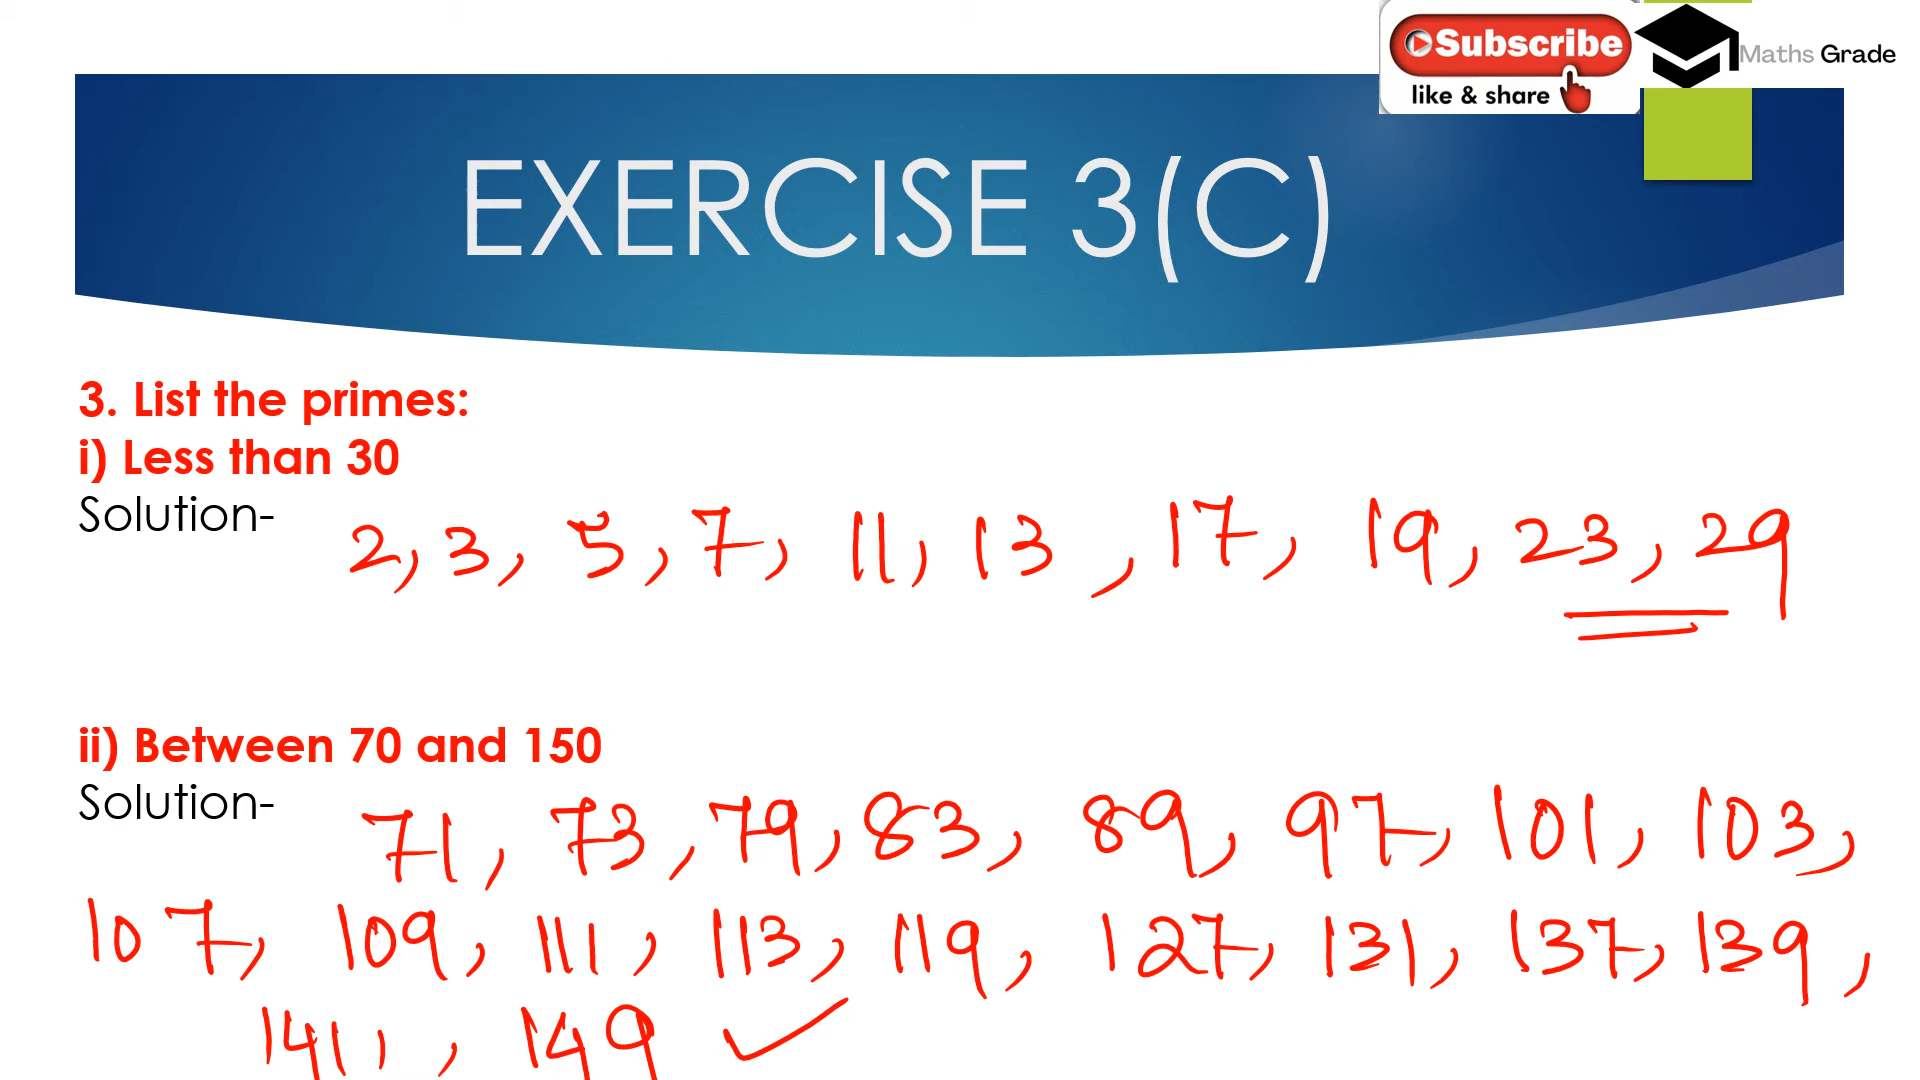 Subscribe
like & share
Maths Grade
EXERCISE 3(C)
3. List the primes:
i) Less than 30
Solution-
2, 3, 5, 7, 11, 13, 17, 19, 23, 29
ii) Between 70 and 150
Solution-
71, 73, 79, 83, 89, 97, 101, 103,
107, 109, 111, 113, 119, 127, 131, 137, 139,
141, 149